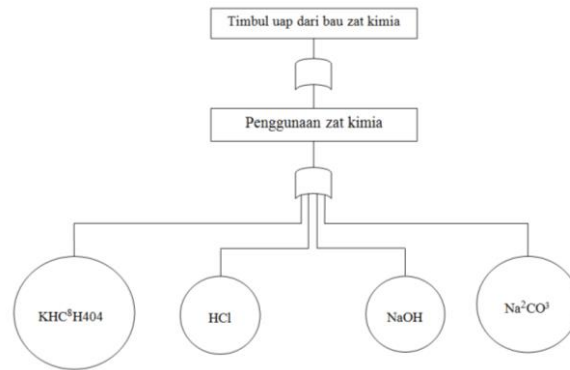 Timbul uap dari bau zat kimia
Penggunaan zat kimia
KHC⁸H404
HCl
NaOH
Na²CO³